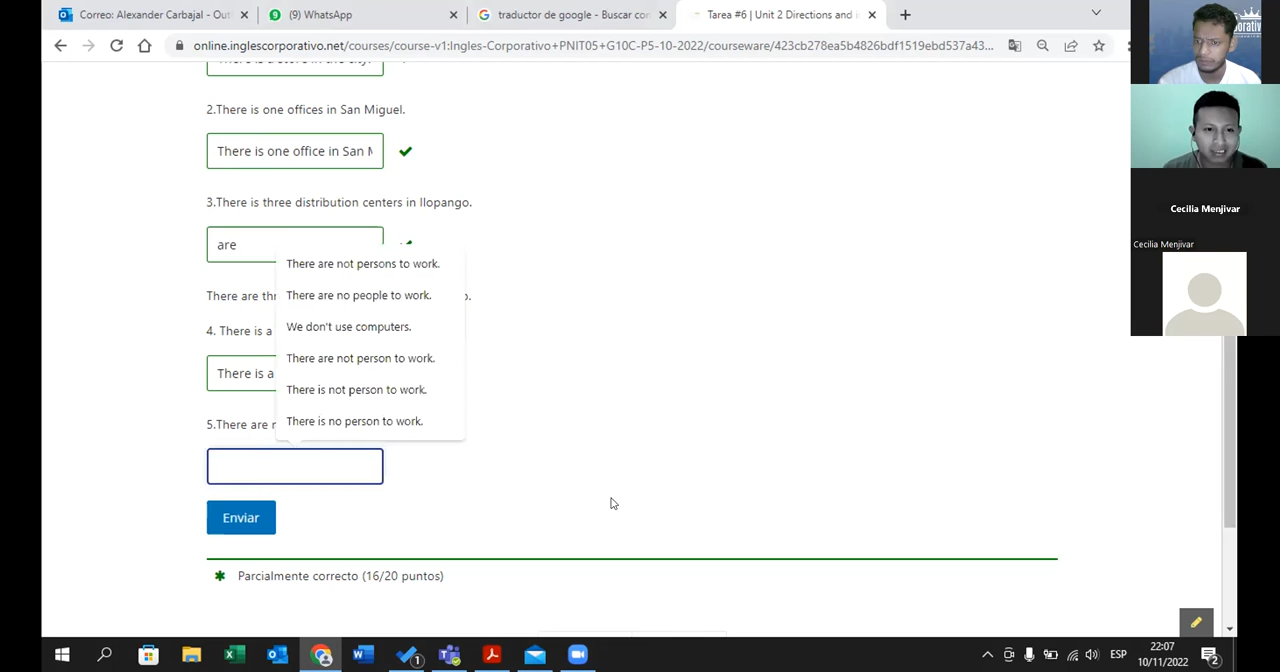 Correo: Alexander Carbajal - Out
(9) WhatsApp
traductor de google - Buscar con
Tarea #6 | Unit 2 Directions and i
online.inglescorporativo.net/courses/course-v1:Ingles-Corporativo+PNIT05+G10C-P5-10-2022/courseware/423cb278ea5b4826bdf1519ebd537a43...
2.There is one offices in San Miguel.
There is one office in San M
3.There is three distribution centers in Ilopango.
are
There are not persons to work.
There are thr
There are no people to work.
o.
4. There is a
We don't use computers.
There are not person to work.
There is a
There is not person to work.
There is no person to work.
5.There are n
Enviar
Parcialmente correcto (16/20 puntos)
Cecilia Menjivar
Cecilia Menjivar
ESP
22:07
10/11/2022